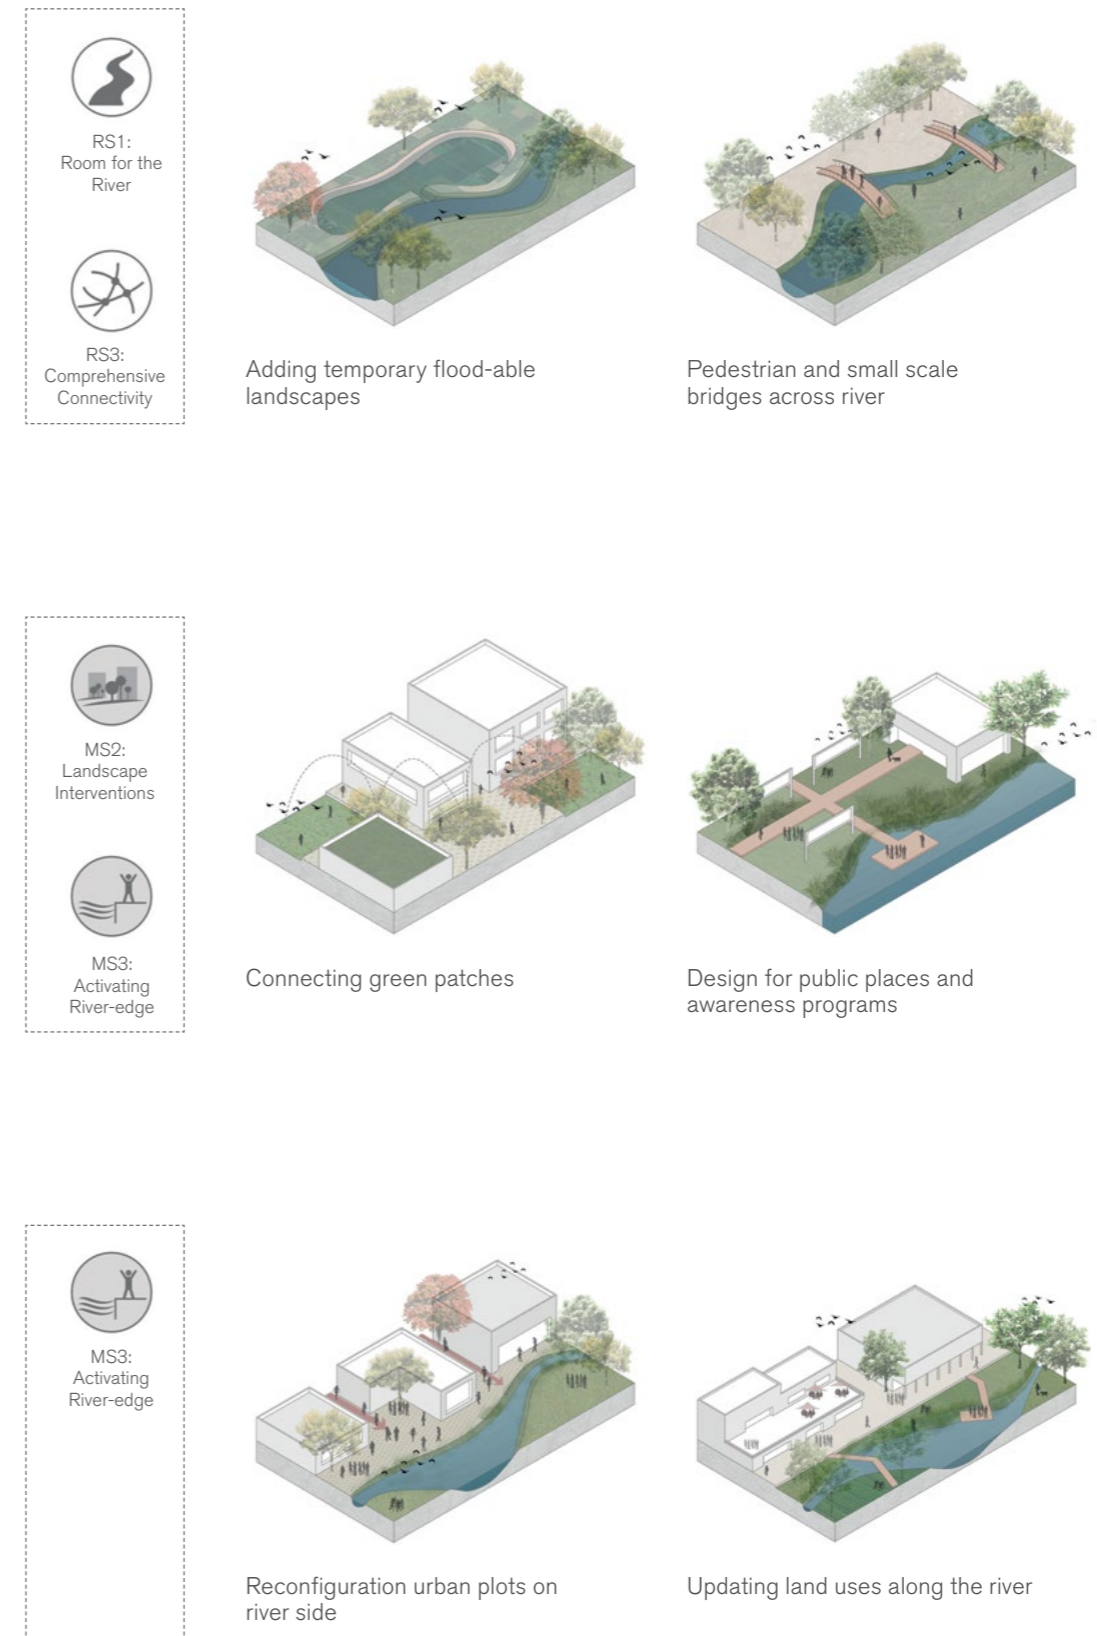 RS1:
Room for the
River
RS3:
Comprehensive
Connectivity
Adding temporary flood-able
landscapes
Pedestrian and small scale
bridges across river
MS2:
Landscape
Interventions
MS3:
Activating
River-edge
Connecting green patches
Design for public places and
awareness programs
MS3:
Activating
River-edge
Reconfiguration urban plots on
river side
Updating land uses along the river